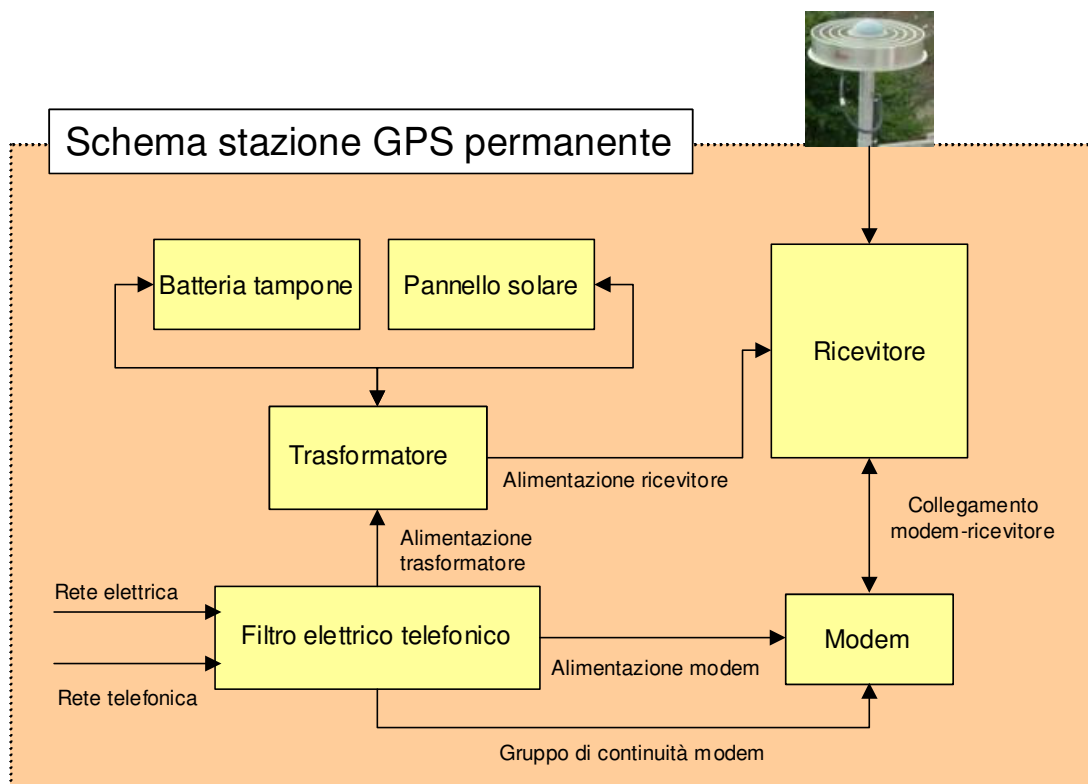 Schema stazione GPS permanente
Batteria tampone
Pannello solare
Ricevitore
Trasformatore
Alimentazione ricevitore
Collegamento
modem-ricevitore
Alimentazione
trasformatore
Rete elettrica
Filtro elettrico telefonico
Modem
Alimentazione modem
Rete telefonica
Gruppo di continuità modem